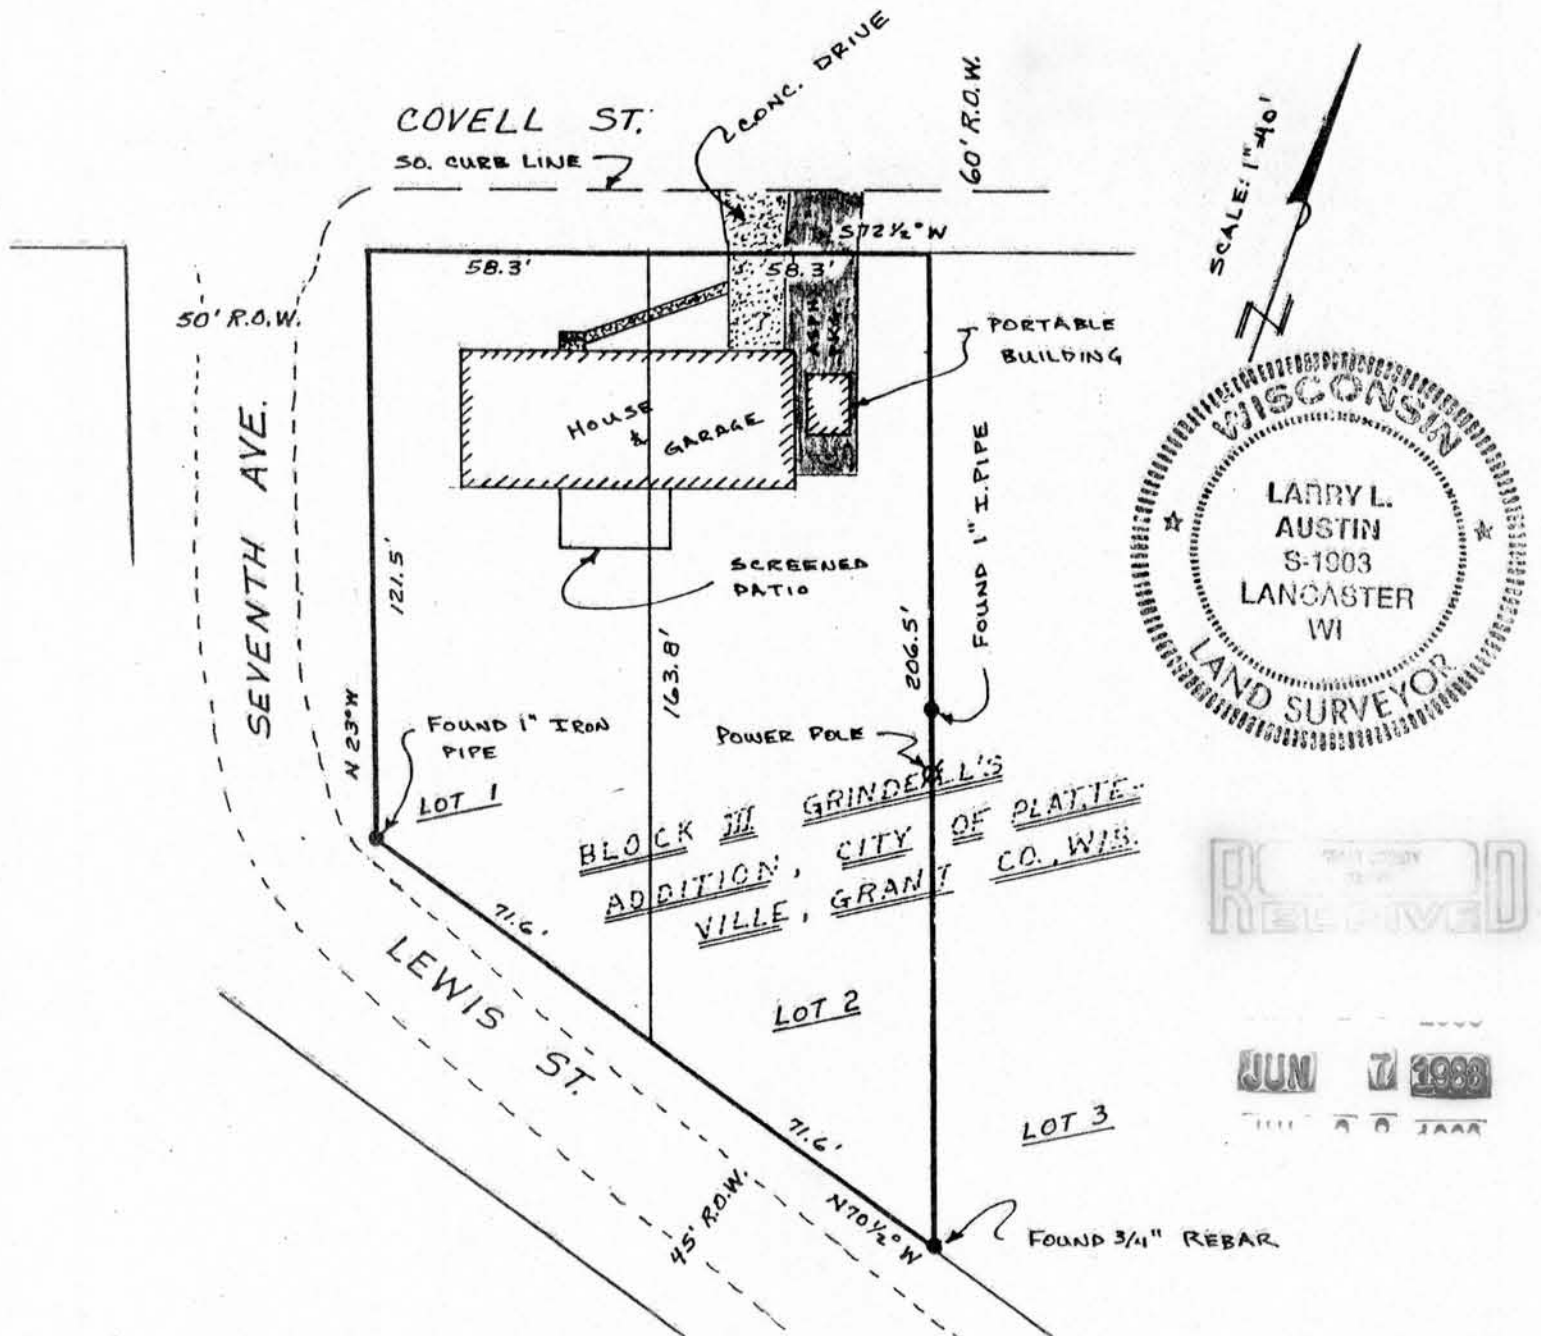 CONC. DRIVE
COVELL ST.
SO. CURB LINE
60' R.O.W.
SCALE: 1"=40'
N
S72½°W
58.3'
58.3'
50' R.O.W.
ASPH.
PKG.
PORTABLE
BUILDING
HOUSE
&
GARAGE
SEVENTH AVE.
121.5'
SCREENED
PATIO
163.8'
206.5'
FOUND 1" I.PIPE
N 23°W
FOUND 1" IRON
PIPE
POWER POLE
LOT 1
BLOCK III GRINDELL'S
ADDITION, CITY OF PLATTE-
VILLE, GRANT CO., WIS.
71.6'
LEWIS ST.
LOT 2
71.6'
LOT 3
45' R.O.W.
N70½°W
FOUND 3/4" REBAR
WISCONSIN
LARRY L.
AUSTIN
S-1903
LANCASTER
WI
LAND SURVEYOR
RECEIVED
JUN 7 1988